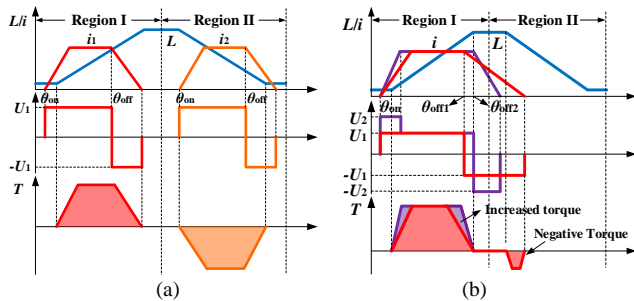 L/i
Region I
Region II
i1
L
i2
θon
θoff
θon
θoff
U1
-U1
T
(a)
L/i
Region I
Region II
i
L
θon
θoff1
θoff2
U2
U1
-U1
-U2
T
Increased torque
Negative Torque
(b)